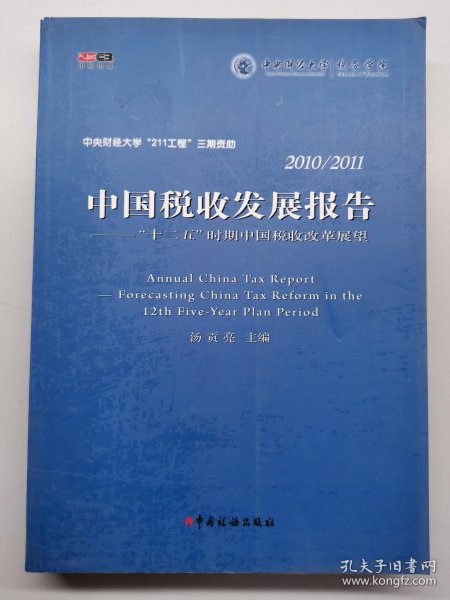 中央财经大学 税务学院
中央财经大学“211工程”三期资助
2010/2011
中国税收发展报告
——“十二五”时期中国税收改革展望
Annual China Tax Report
— Forecasting China Tax Reform in the
12th Five-Year Plan Period
汤贡亮 主编
中国税务出版社
孔夫子旧书网
www.kongfz.com